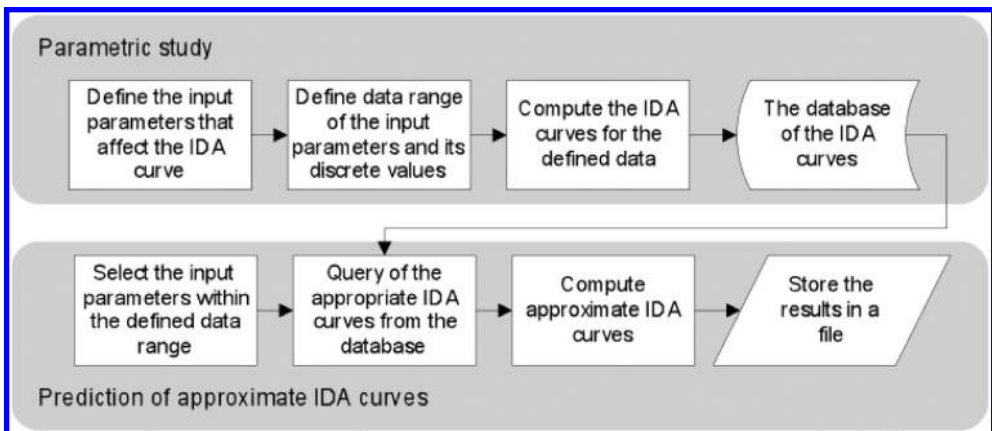 Parametric study
Define the input
parameters that
affect the IDA
curve
Define data range
of the input
parameters and its
discrete values
Compute the IDA
curves for the
defined data
The database
of the IDA
curves
Select the input
parameters within
the defined data
range
Query of the
appropriate IDA
curves from the
database
Compute
approximate IDA
curves
Store the
results in a
file
Prediction of approximate IDA curves